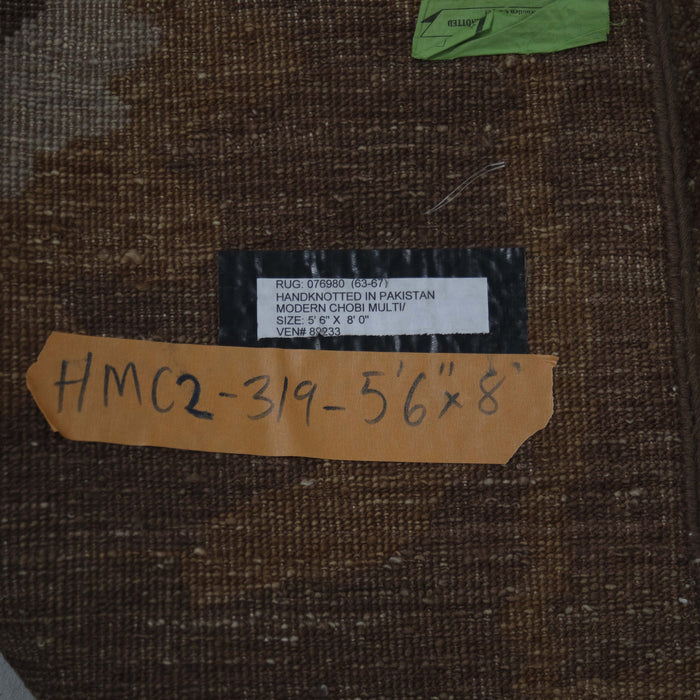 KNOTTED
RUG: 076980 (63-67)
HANDKNOTTED IN PAKISTAN
MODERN CHOBI MULTI/
SIZE: 5' 6" X 8' 0"
VEN# 89233
HMC2-319-5'6"x8'